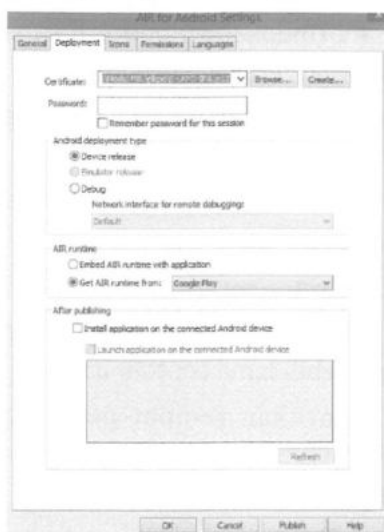 AIR for Android Settings
General Deployment Icons Permissions Languages
Certificate: Browse... Create...
Password:
Remember password for this session
Android deployment type
Device release
Emulator release
Debug
Network interface for remote debugging:
Default
AIR runtime
Embed AIR runtime with application
Get AIR runtime from: Google Play
After publishing
Install application on the connected Android device
Launch application on the connected Android device
Refresh
OK Cancel Publish Help